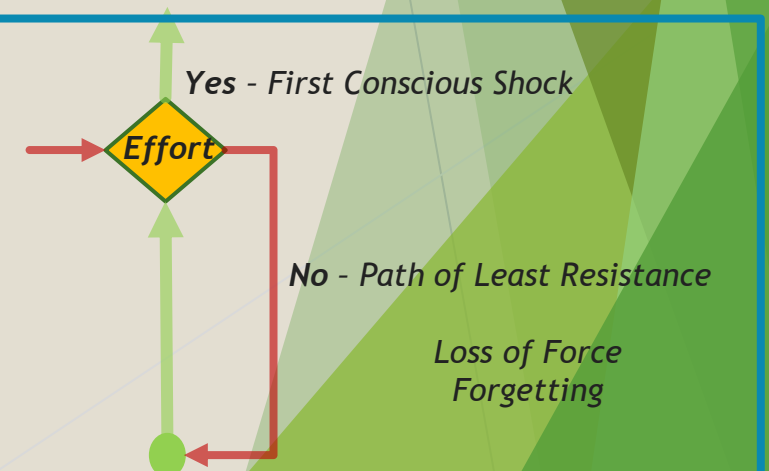 Yes – First Conscious Shock
Effort
No – Path of Least Resistance
Loss of Force
Forgetting